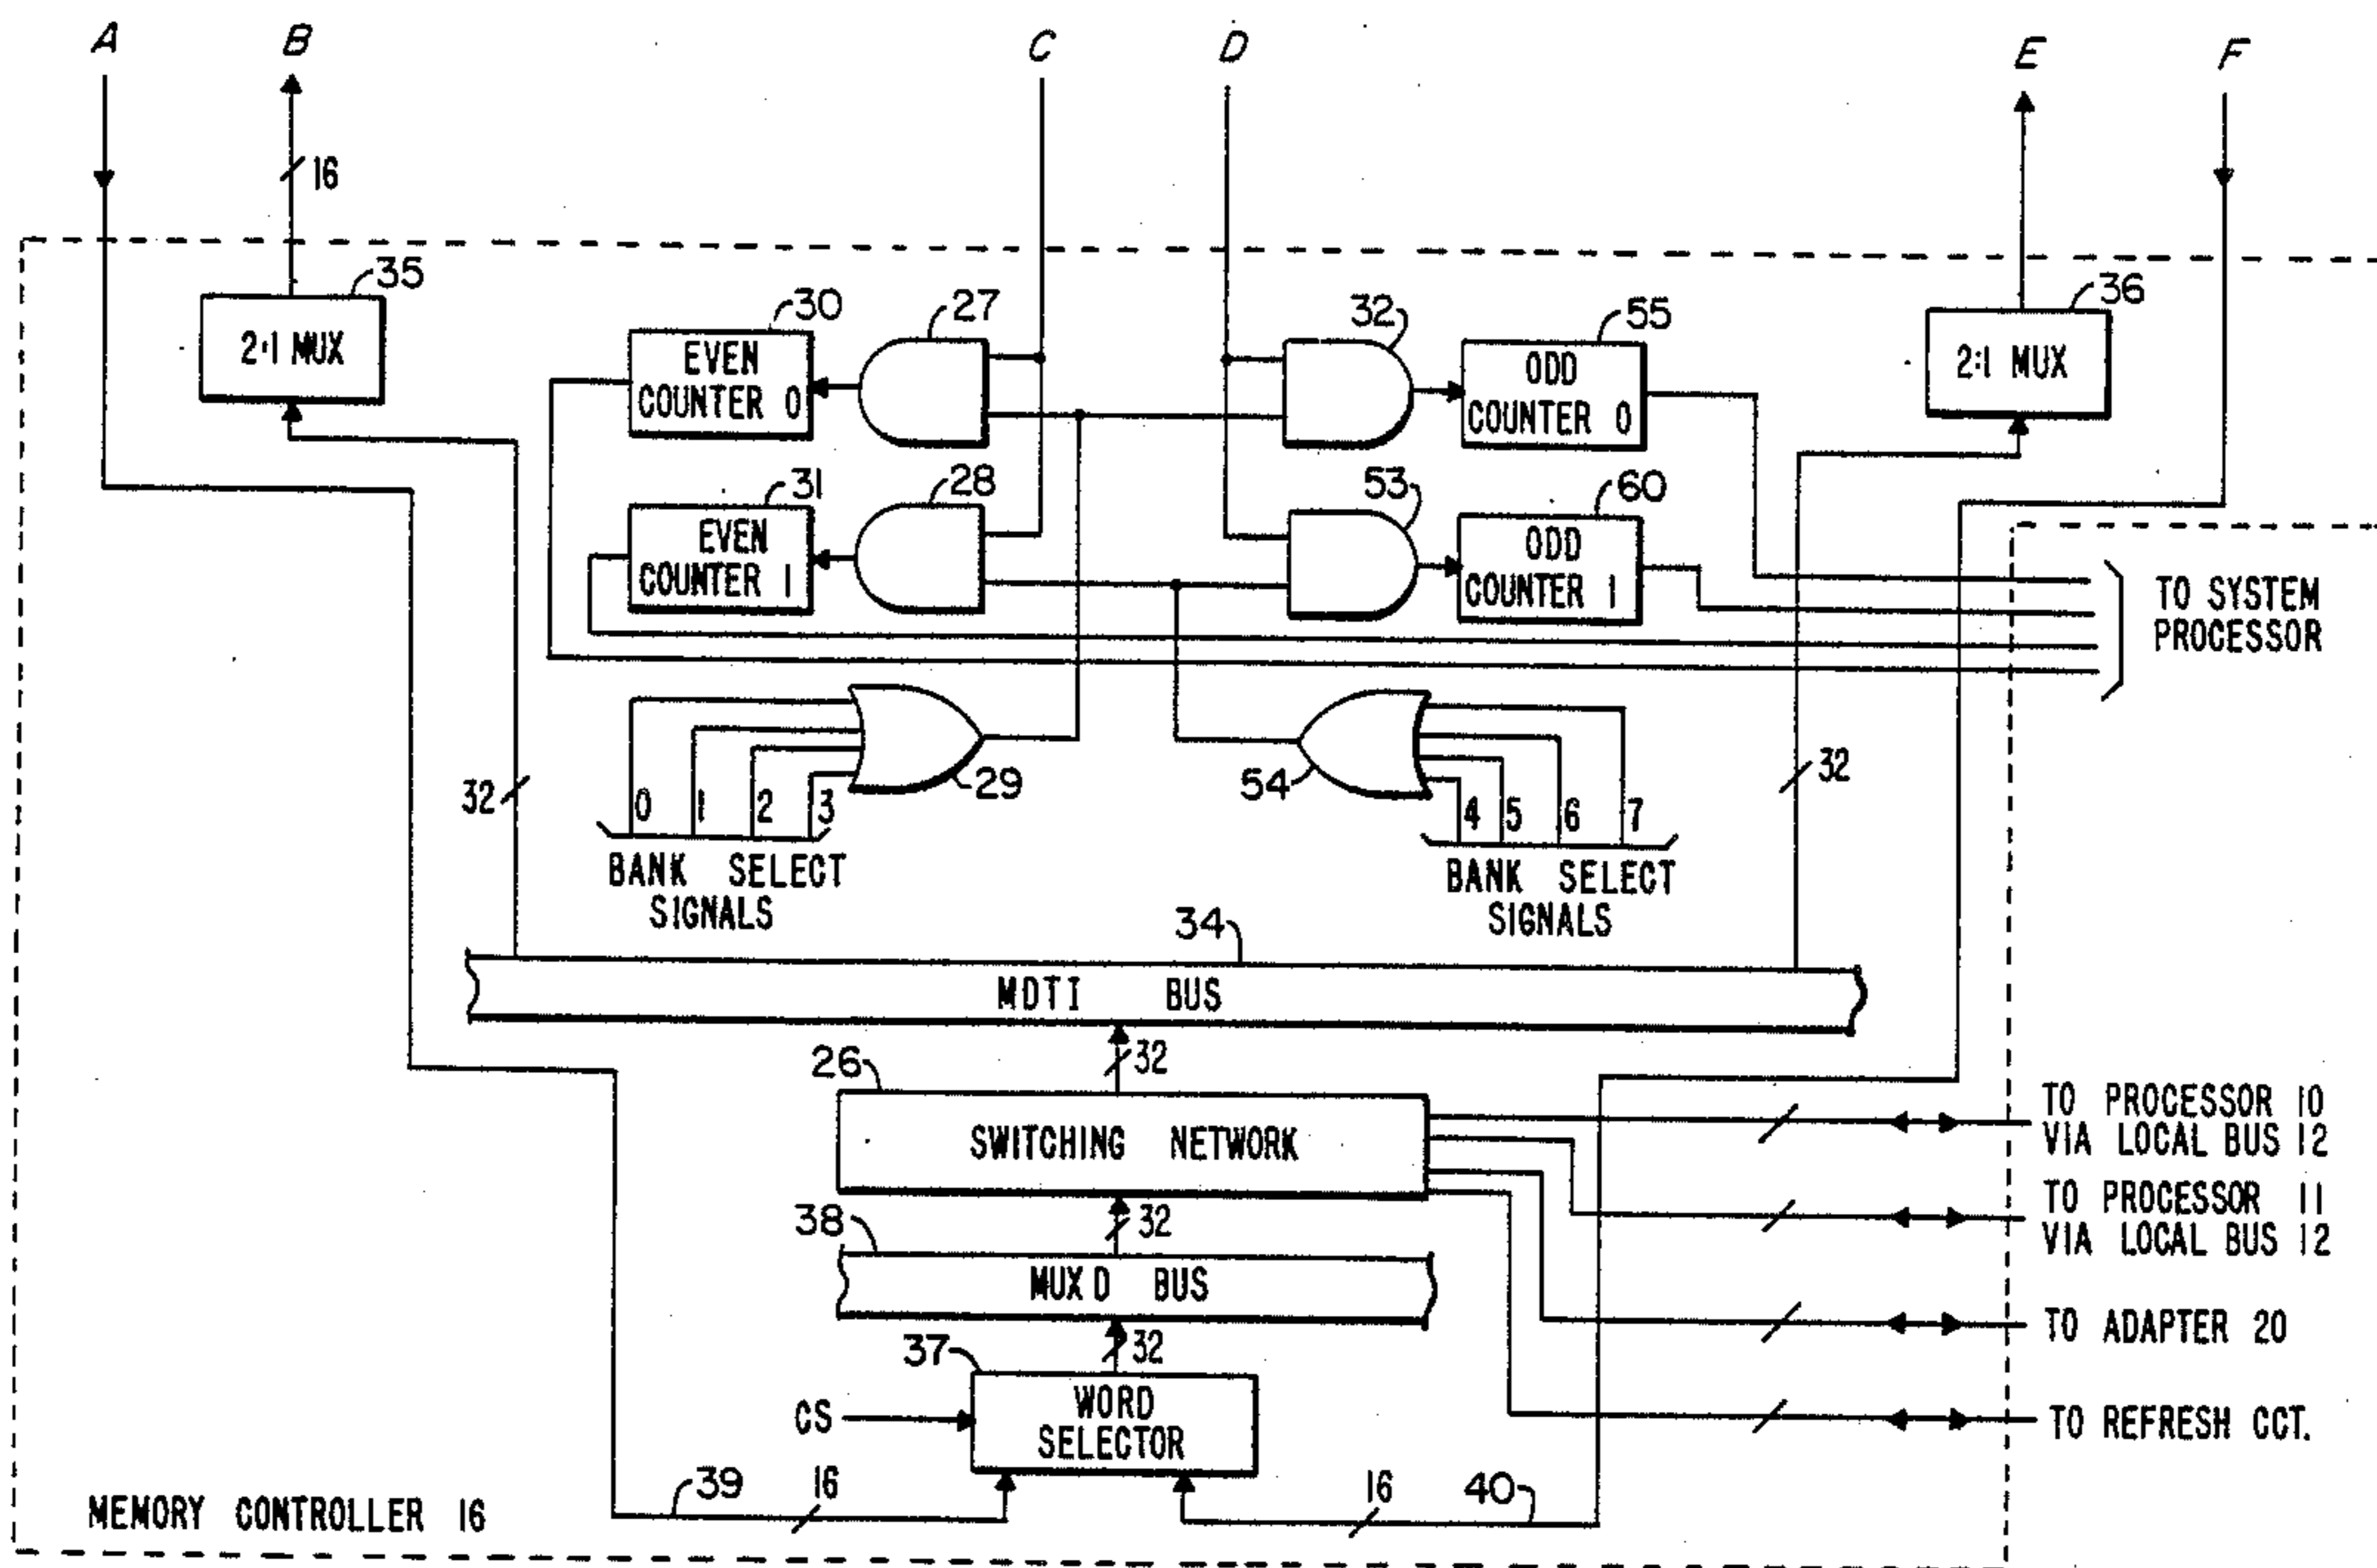 A
B
C
D
E
F
16
35
2:1 MUX
30
EVEN
COUNTER 0
27
32
55
ODD
COUNTER 0
36
2:1 MUX
31
EVEN
COUNTER 1
28
53
60
ODD
COUNTER 1
TO SYSTEM
PROCESSOR
32
0
1
2
3
29
BANK SELECT
SIGNALS
54
4
5
6
7
BANK SELECT
SIGNALS
32
34
MDTI BUS
32
26
SWITCHING NETWORK
TO PROCESSOR 10
VIA LOCAL BUS 12
TO PROCESSOR 11
VIA LOCAL BUS 12
38
32
MUXD BUS
TO ADAPTER 20
37
32
CS
WORD
SELECTOR
TO REFRESH CCT.
39
16
16
40
MEMORY CONTROLLER 16